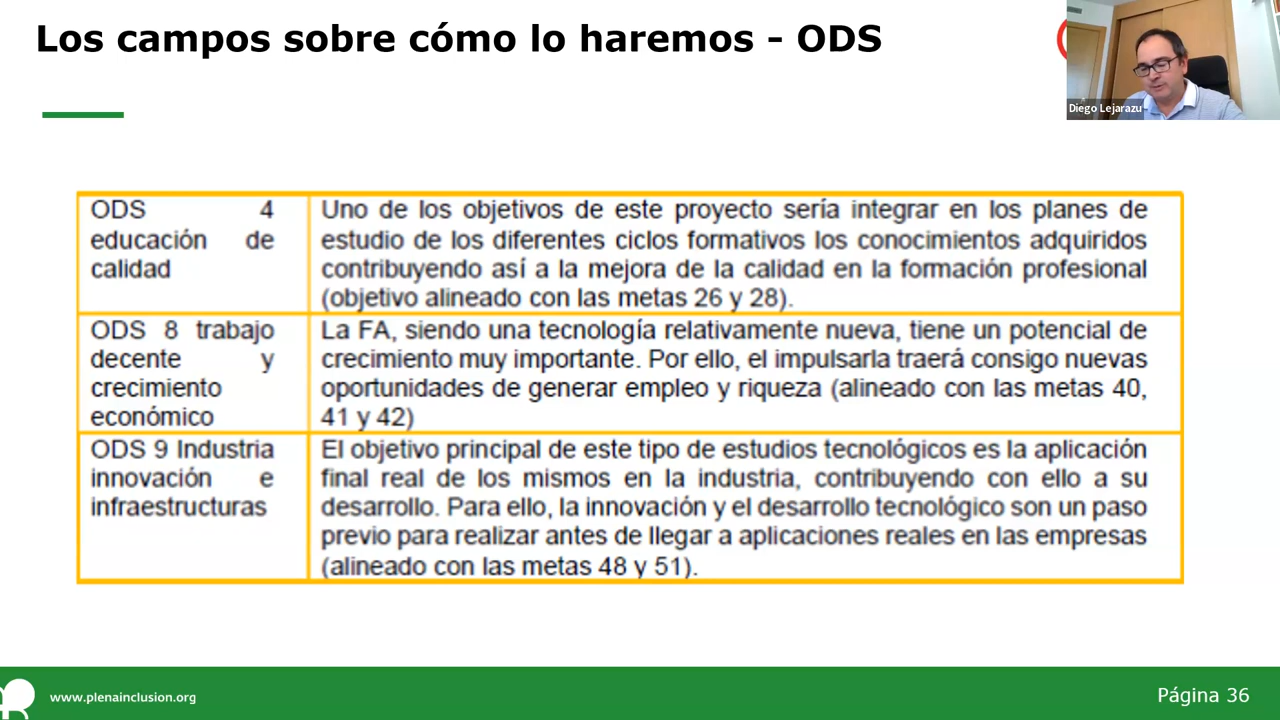 Los campos sobre cómo lo haremos - ODS
Diego Lejarazu
ODS 4
educación de
calidad
Uno de los objetivos de este proyecto sería integrar en los planes de
estudio de los diferentes ciclos formativos los conocimientos adquiridos
contribuyendo así a la mejora de la calidad en la formación profesional
(objetivo alineado con las metas 26 y 28).
ODS 8 trabajo
decente y
crecimiento
económico
La FA, siendo una tecnología relativamente nueva, tiene un potencial de
crecimiento muy importante. Por ello, el impulsarla traerá consigo nuevas
oportunidades de generar empleo y riqueza (alineado con las metas 40,
41 y 42)
ODS 9 Industria
innovación e
infraestructuras
El objetivo principal de este tipo de estudios tecnológicos es la aplicación
final real de los mismos en la industria, contribuyendo con ello a su
desarrollo. Para ello, la innovación y el desarrollo tecnológico son un paso
previo para realizar antes de llegar a aplicaciones reales en las empresas
(alineado con las metas 48 y 51).
www.plenainclusion.org
Página 36